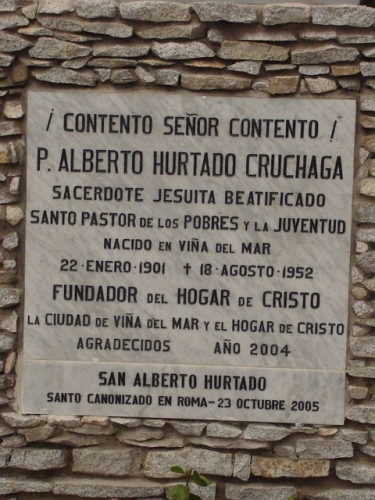 ¡ CONTENTO SEÑOR CONTENTO !
P. ALBERTO HURTADO CRUCHAGA
SACERDOTE JESUITA BEATIFICADO
SANTO PASTOR DE LOS POBRES Y LA JUVENTUD
NACIDO EN VIÑA DEL MAR
22·ENERO·1901 ✝ 18·AGOSTO·1952
FUNDADOR DEL HOGAR DE CRISTO
LA CIUDAD DE VIÑA DEL MAR Y EL HOGAR DE CRISTO
AGRADECIDOS AÑO 2004
SAN ALBERTO HURTADO
SANTO CANONIZADO EN ROMA-23 OCTUBRE 2005